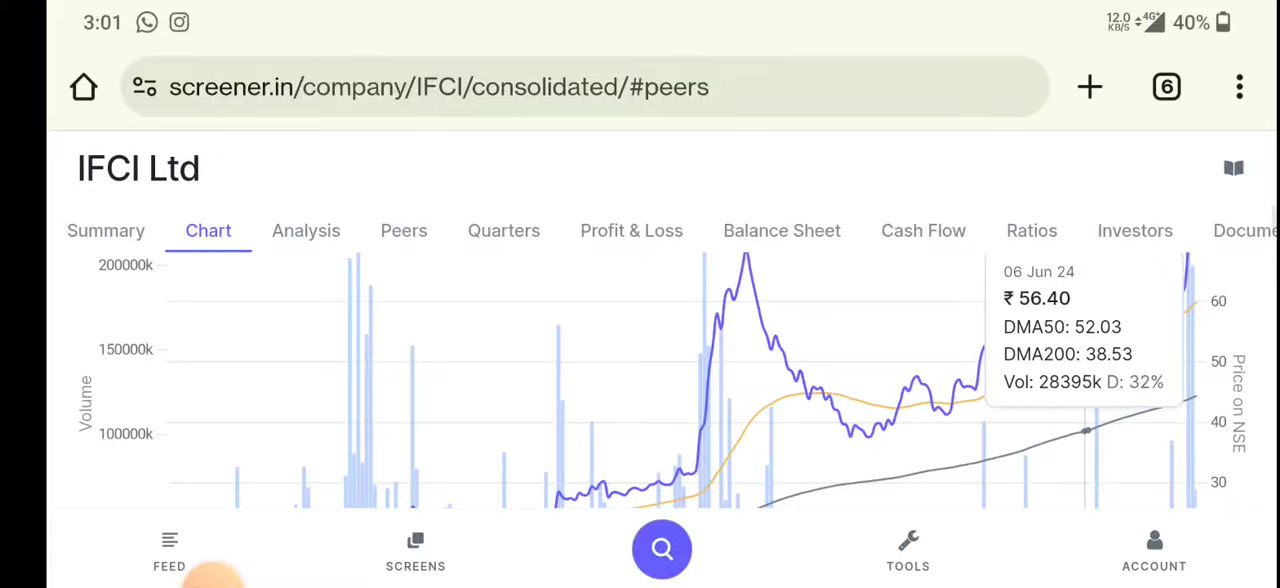 3:01 12.0 KB/S 4G+ 40%
screener.in/company/IFCI/consolidated/#peers 6
IFCI Ltd
Summary Chart Analysis Peers Quarters Profit & Loss Balance Sheet Cash Flow Ratios Investors Docume
200000k
150000k
100000k
Volume
06 Jun 24
₹ 56.40
DMA50: 52.03
DMA200: 38.53
Vol: 28395k D: 32%
60
50
40
30
Price on NSE
FEED SCREENS TOOLS ACCOUNT